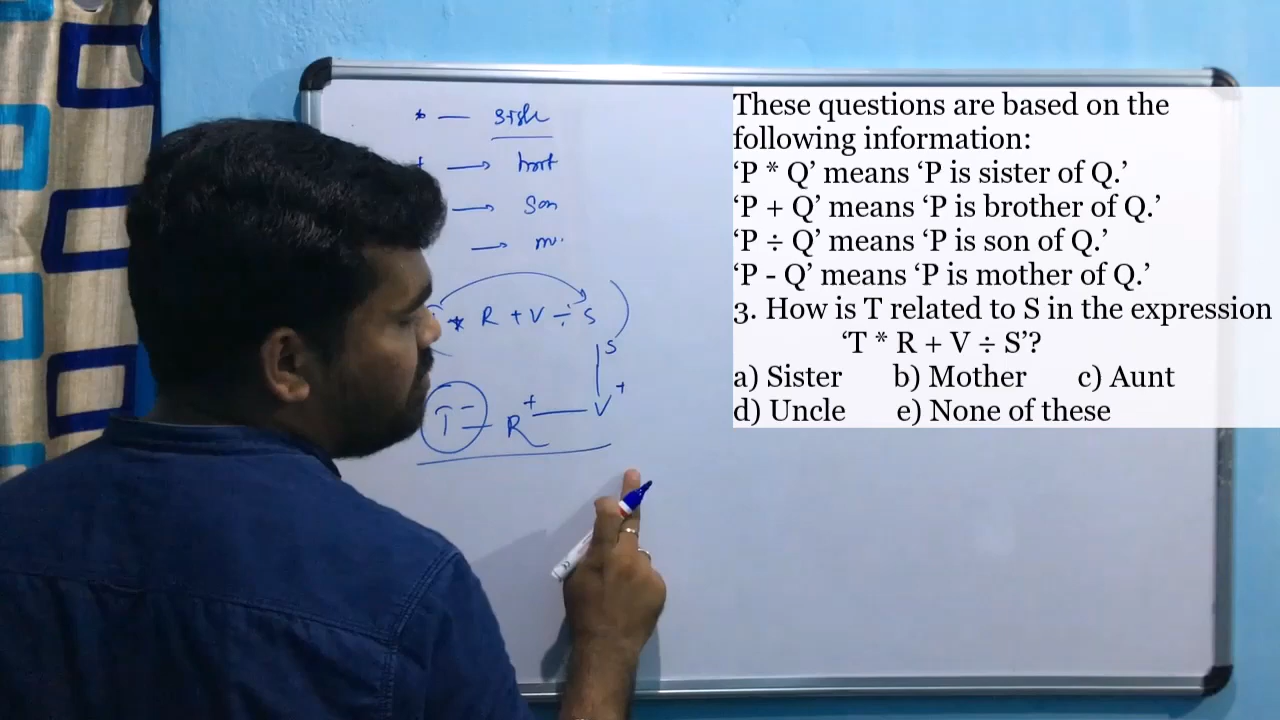 * — sist
→ brot
→ son
→ m.
* R + V ÷ S
S
T - R + V +
These questions are based on the
following information:
‘P * Q’ means ‘P is sister of Q.’
‘P + Q’ means ‘P is brother of Q.’
‘P ÷ Q’ means ‘P is son of Q.’
‘P - Q’ means ‘P is mother of Q.’
3. How is T related to S in the expression
‘T * R + V ÷ S’?
a) Sister b) Mother c) Aunt
d) Uncle e) None of these